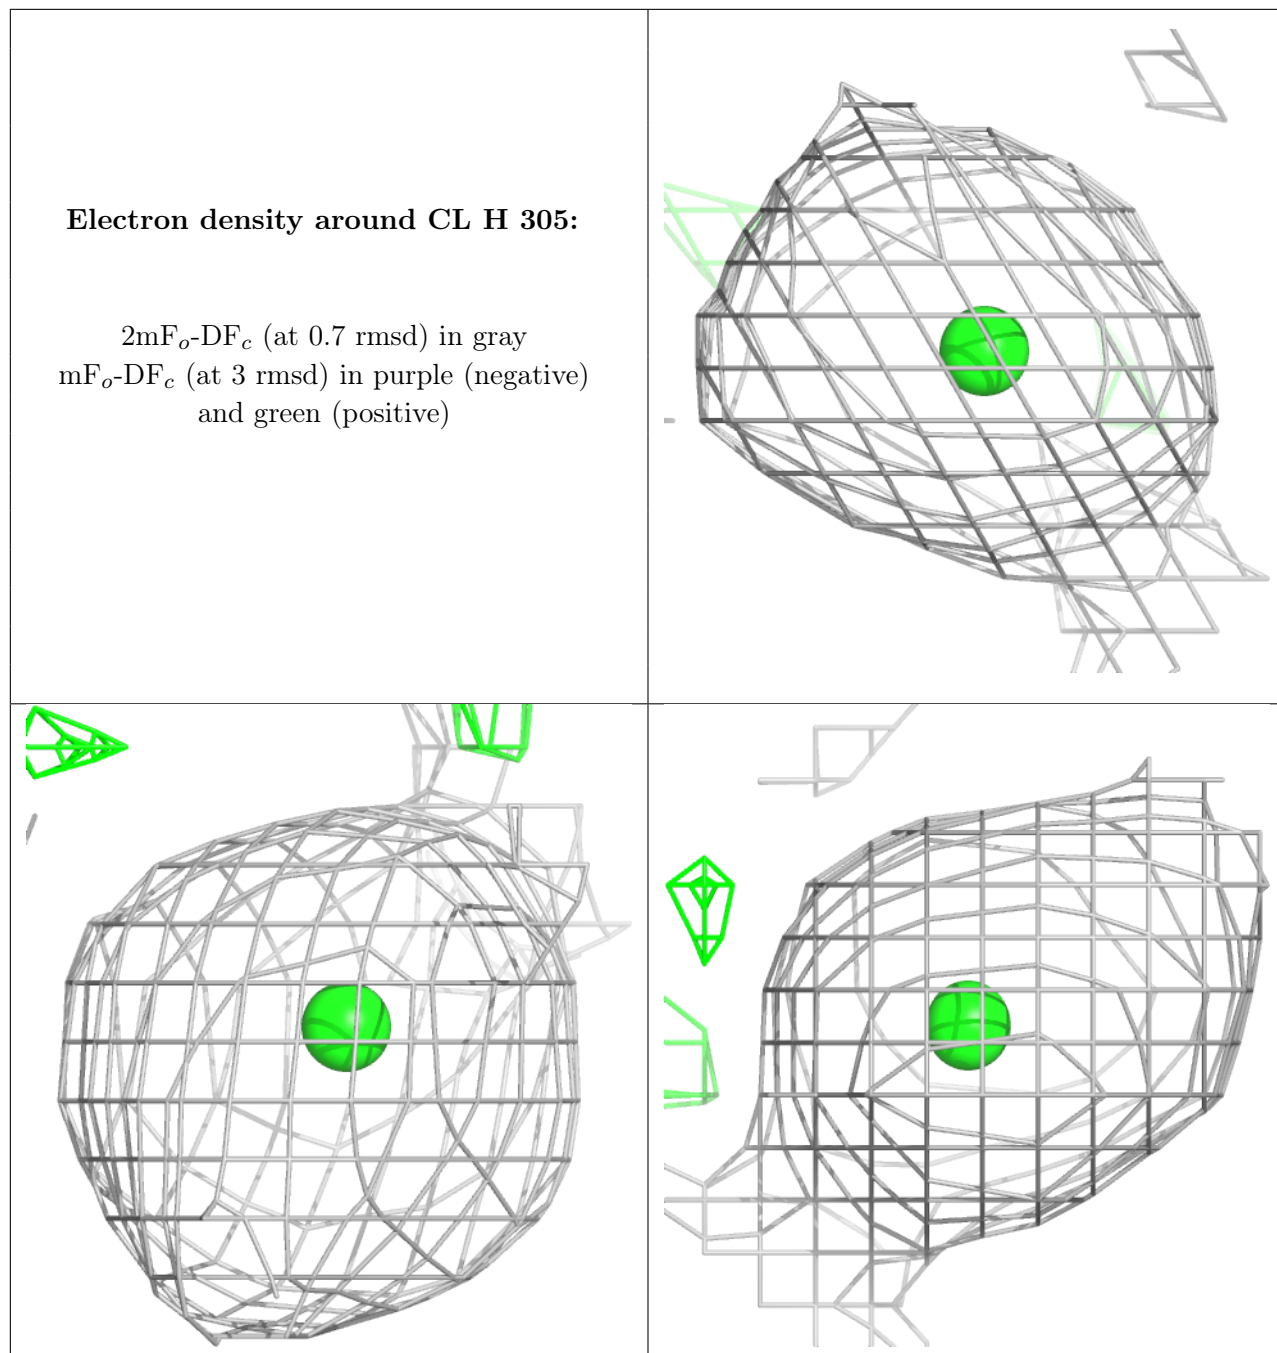 Electron density around CL H 305:
2mFo-DFc (at 0.7 rmsd) in gray
mFo-DFc (at 3 rmsd) in purple (negative)
and green (positive)